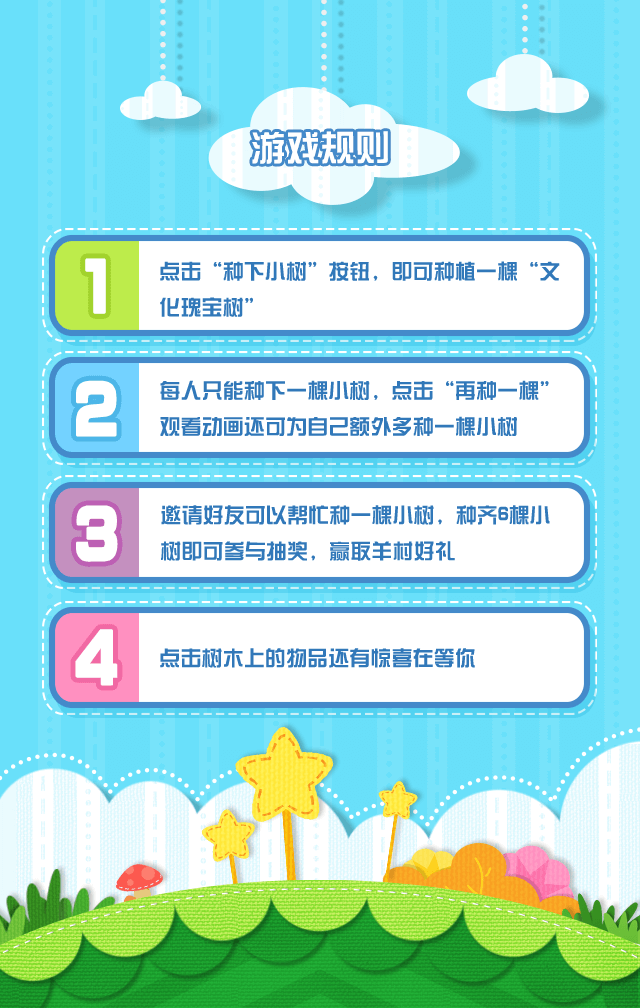 游戏规则
1
点击“种下小树”按钮，即可种植一棵“文
化瑰宝树”
2
每人只能种下一棵小树，点击“再种一棵”
观看动画还可为自己额外多种一棵小树
3
邀请好友可以帮忙种一棵小树，种齐6棵小
树即可参与抽奖，赢取羊村好礼
4
点击树木上的物品还有惊喜在等你